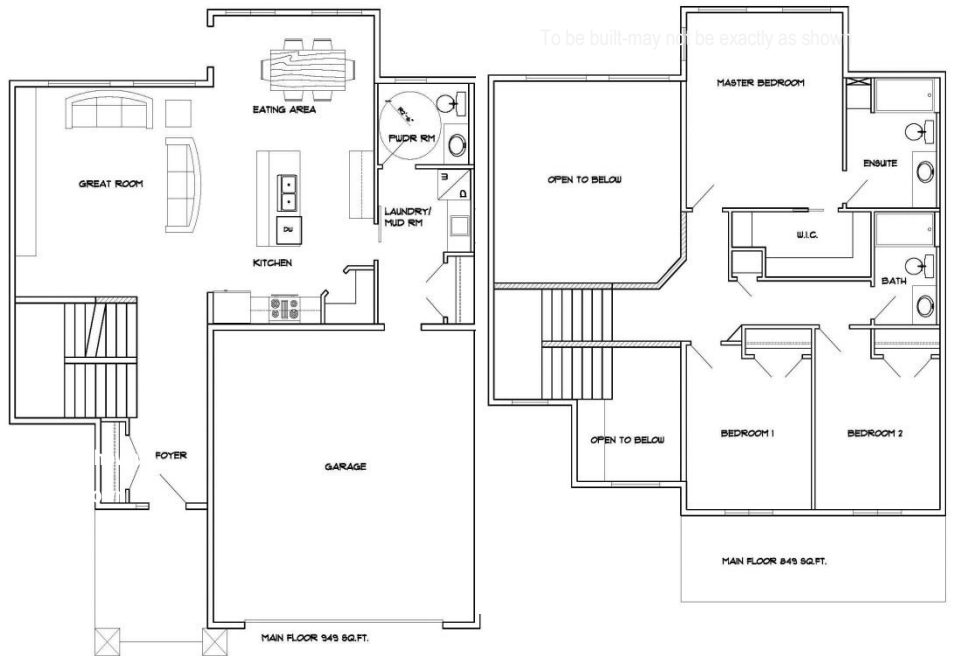 To be built-may not be exactly as shown
EATING AREA
PWDR RM
GREAT ROOM
LAUNDRY/
MUD RM
W
D
DW
KITCHEN
FOYER
GARAGE
MAIN FLOOR 949 SQ.FT.
MASTER BEDROOM
OPEN TO BELOW
ENSUITE
W.I.C.
BATH
OPEN TO BELOW
BEDROOM 1
BEDROOM 2
MAIN FLOOR 849 SQ.FT.